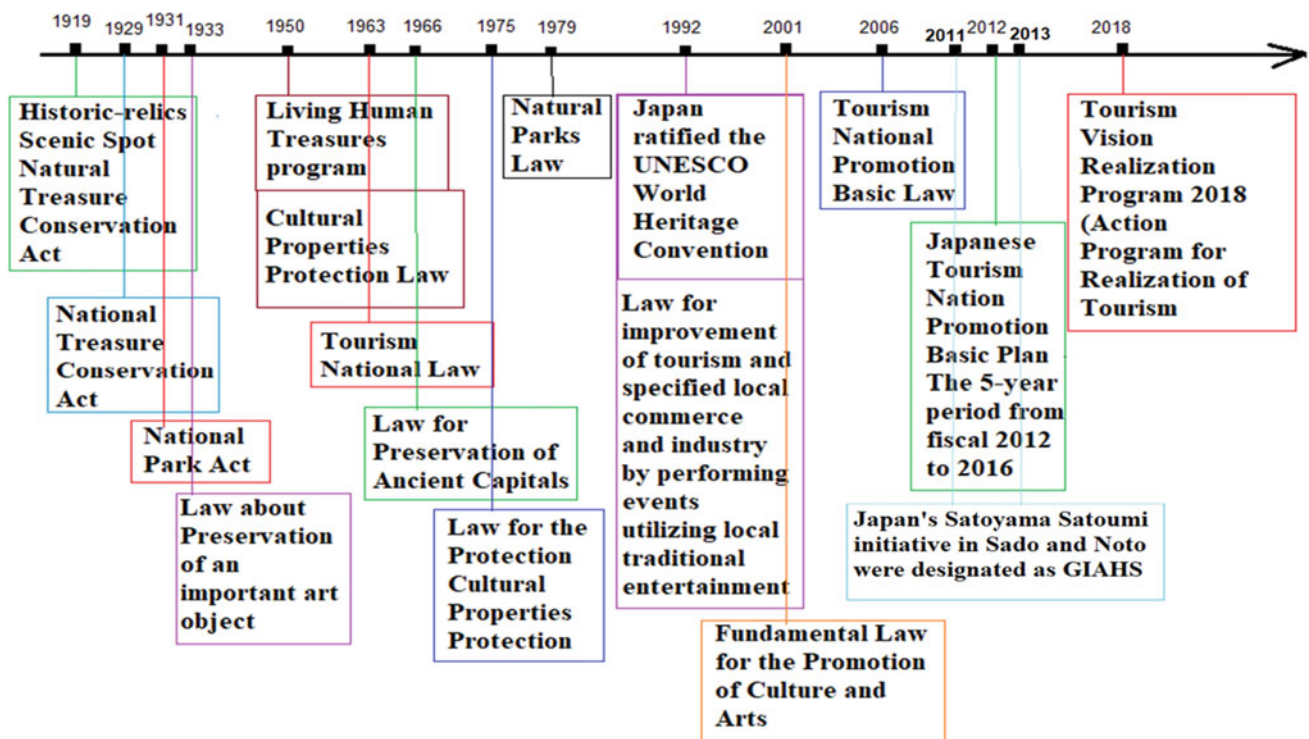 1919
1929
1931
1933
1950
1963
1966
1975
1979
1992
2001
2006
2011
2012
2013
2018
Historic-relics
Scenic Spot
Natural
Treasure
Conservation
Act
National
Treasure
Conservation
Act
National
Park Act
Law about
Preservation
of an
important art
object
Living Human
Treasures
program
Cultural
Properties
Protection Law
Tourism
National Law
Law for
Preservation of
Ancient Capitals
Law for the
Protection
Cultural
Properties
Protection
Natural
Parks
Law
Japan
ratified the
UNESCO
World
Heritage
Convention
Law for
improvement
of tourism and
specified local
commerce
and industry
by performing
events
utilizing local
traditional
entertainment
Fundamental Law
for the Promotion
of Culture and
Arts
Tourism
National
Promotion
Basic Law
Japanese
Tourism
Nation
Promotion
Basic Plan
The 5-year
period from
fiscal 2012
to 2016
Japan's Satoyama Satoumi
initiative in Sado and Noto
were designated as GIAHS
Tourism
Vision
Realization
Program 2018
(Action
Program for
Realization of
Tourism